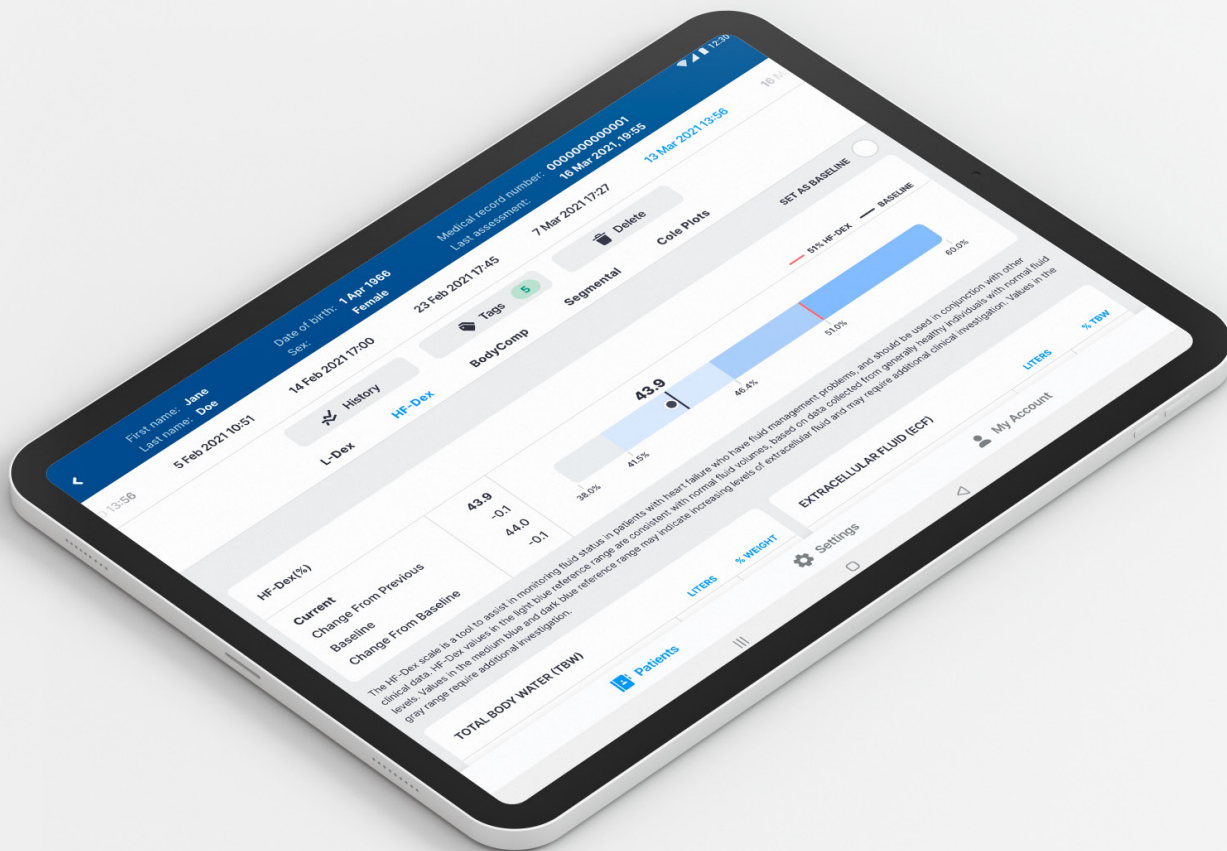 12:30
First name: Jane
Last name: Doe
Date of birth: 1 Apr 1966
Sex: Female
Medical record number: 0000000000001
Last assessment: 16 Mar 2021, 19:55
13:56
5 Feb 2021 10:51
14 Feb 2021 17:00
23 Feb 2021 17:45
7 Mar 2021 17:27
13 Mar 2021 13:56
16 M
History
Tags 5
Delete
L-Dex
HF-Dex
BodyComp
Segmental
Cole Plots
SET AS BASELINE
HF-Dex(%)
Current 43.9
Change From Previous -0.1
Baseline 44.0
Change From Baseline -0.1
51% HF-DEX
BASELINE
43.9
38.0%
41.5%
46.4%
51.0%
60.0%
The HF-Dex scale is a tool to assist in monitoring fluid status in patients with heart failure who have fluid management problems, and should be used in conjunction with other
clinical data. HF-Dex values in the light blue reference range are consistent with normal fluid volumes, based on data collected from generally healthy individuals with normal fluid
levels. Values in the medium blue and dark blue reference range may indicate increasing levels of extracellular fluid and may require additional clinical investigation. Values in the
gray range require additional investigation.
TOTAL BODY WATER (TBW)
LITERS
% WEIGHT
EXTRACELLULAR FLUID (ECF)
LITERS
% TBW
Patients
Settings
My Account